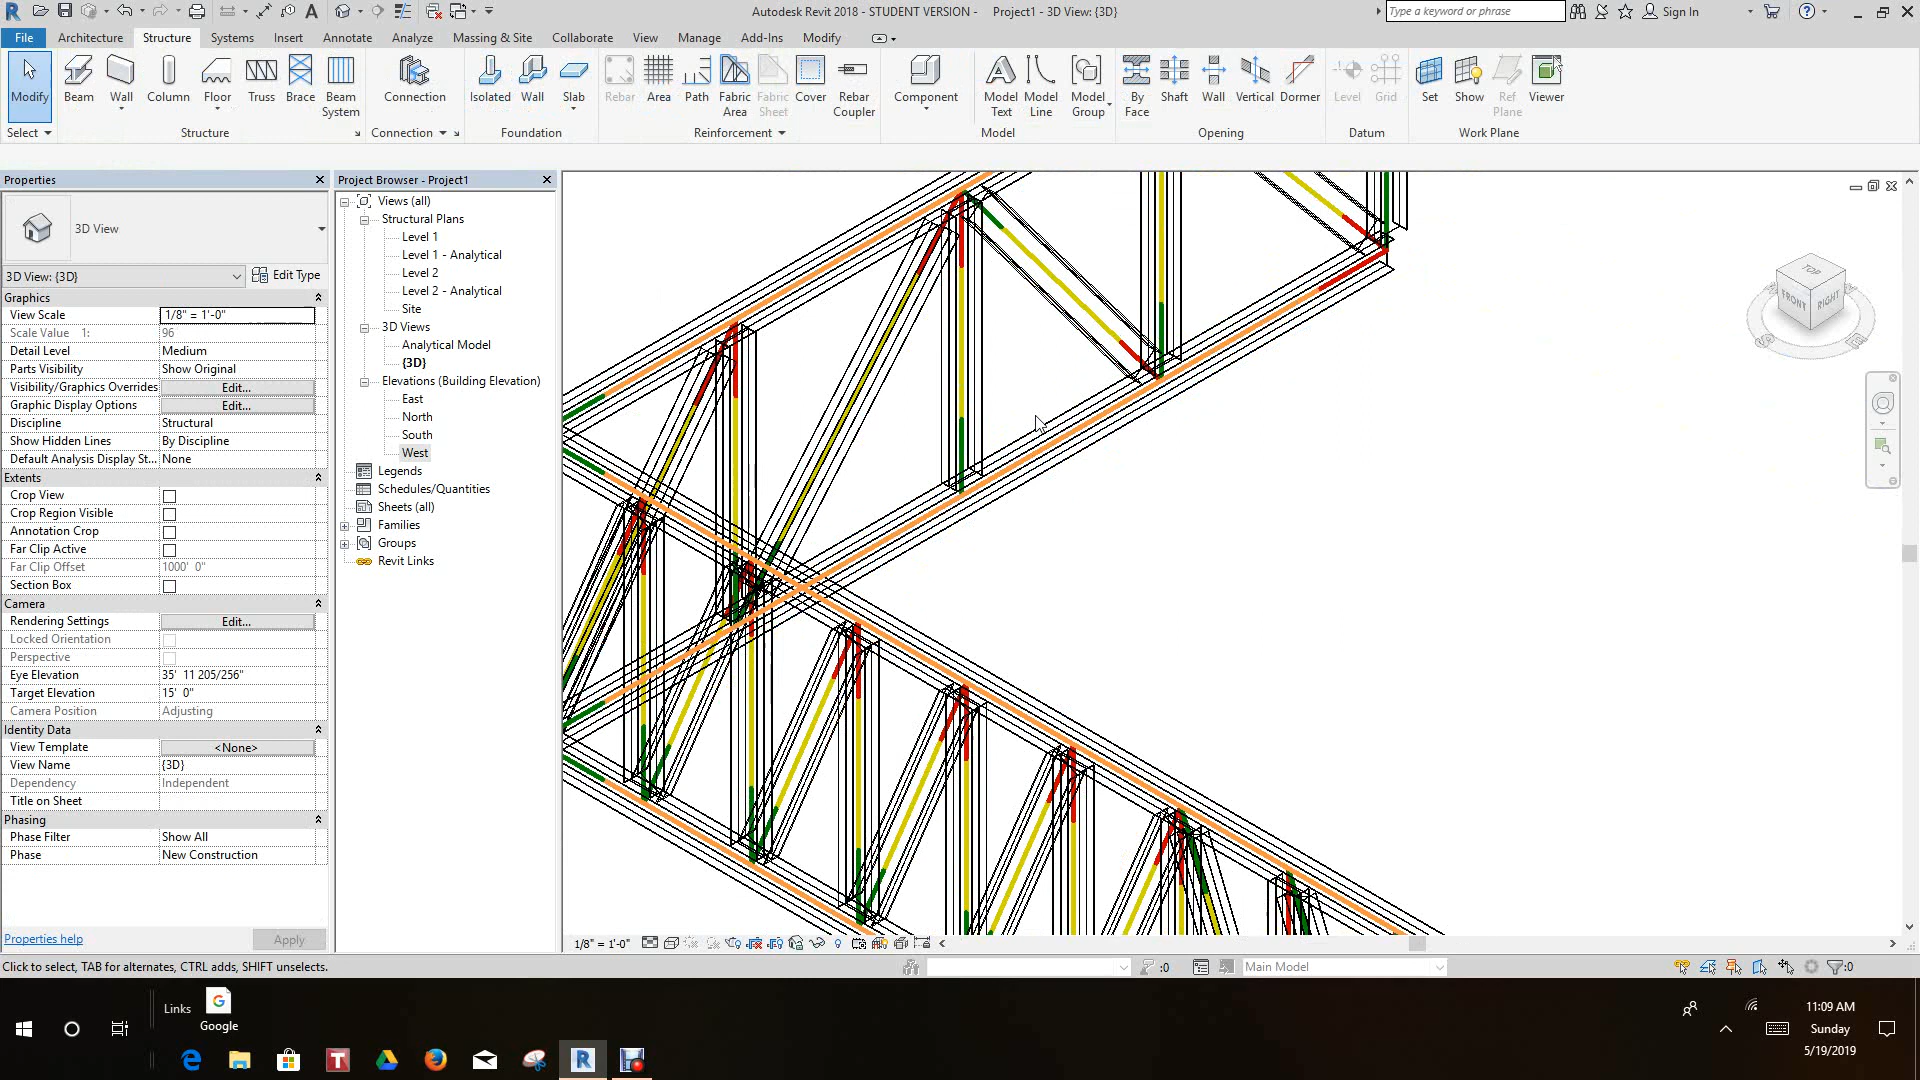 Autodesk Revit 2018 - STUDENT VERSION - Project1 - 3D View: {3D}
Type a keyword or phrase
Sign In
File Architecture Structure Systems Insert Annotate Analyze Massing & Site Collaborate View Manage Add-Ins Modify
Modify Beam Wall Column Floor Truss Brace Beam System Connection Isolated Wall Slab Rebar Area Path Fabric Area Fabric Sheet Cover Rebar Coupler Component Model Text Model Line Model Group By Face Shaft Wall Vertical Dormer Level Grid Set Show Ref Plane Viewer
Select Structure Connection Foundation Reinforcement Model Opening Datum Work Plane
Properties
3D View
3D View: {3D} Edit Type
Graphics
View Scale 1/8" = 1'-0"
Scale Value 1: 96
Detail Level Medium
Parts Visibility Show Original
Visibility/Graphics Overrides Edit...
Graphic Display Options Edit...
Discipline Structural
Show Hidden Lines By Discipline
Default Analysis Display St... None
Extents
Crop View
Crop Region Visible
Annotation Crop
Far Clip Active
Far Clip Offset 1000' 0"
Section Box
Camera
Rendering Settings Edit...
Locked Orientation
Perspective
Eye Elevation 35' 11 205/256"
Target Elevation 15' 0"
Camera Position Adjusting
Identity Data
View Template <None>
View Name {3D}
Dependency Independent
Title on Sheet
Phasing
Phase Filter Show All
Phase New Construction
Properties help Apply
Project Browser - Project1
Views (all)
Structural Plans
Level 1
Level 1 - Analytical
Level 2
Level 2 - Analytical
Site
3D Views
Analytical Model
{3D}
Elevations (Building Elevation)
East
North
South
West
Legends
Schedules/Quantities
Sheets (all)
Families
Groups
Revit Links
TOP
FRONT
RIGHT
1/8" = 1'-0"
Click to select, TAB for alternates, CTRL adds, SHIFT unselects.
:0
Main Model
:0
Links
Google
11:09 AM
Sunday
5/19/2019